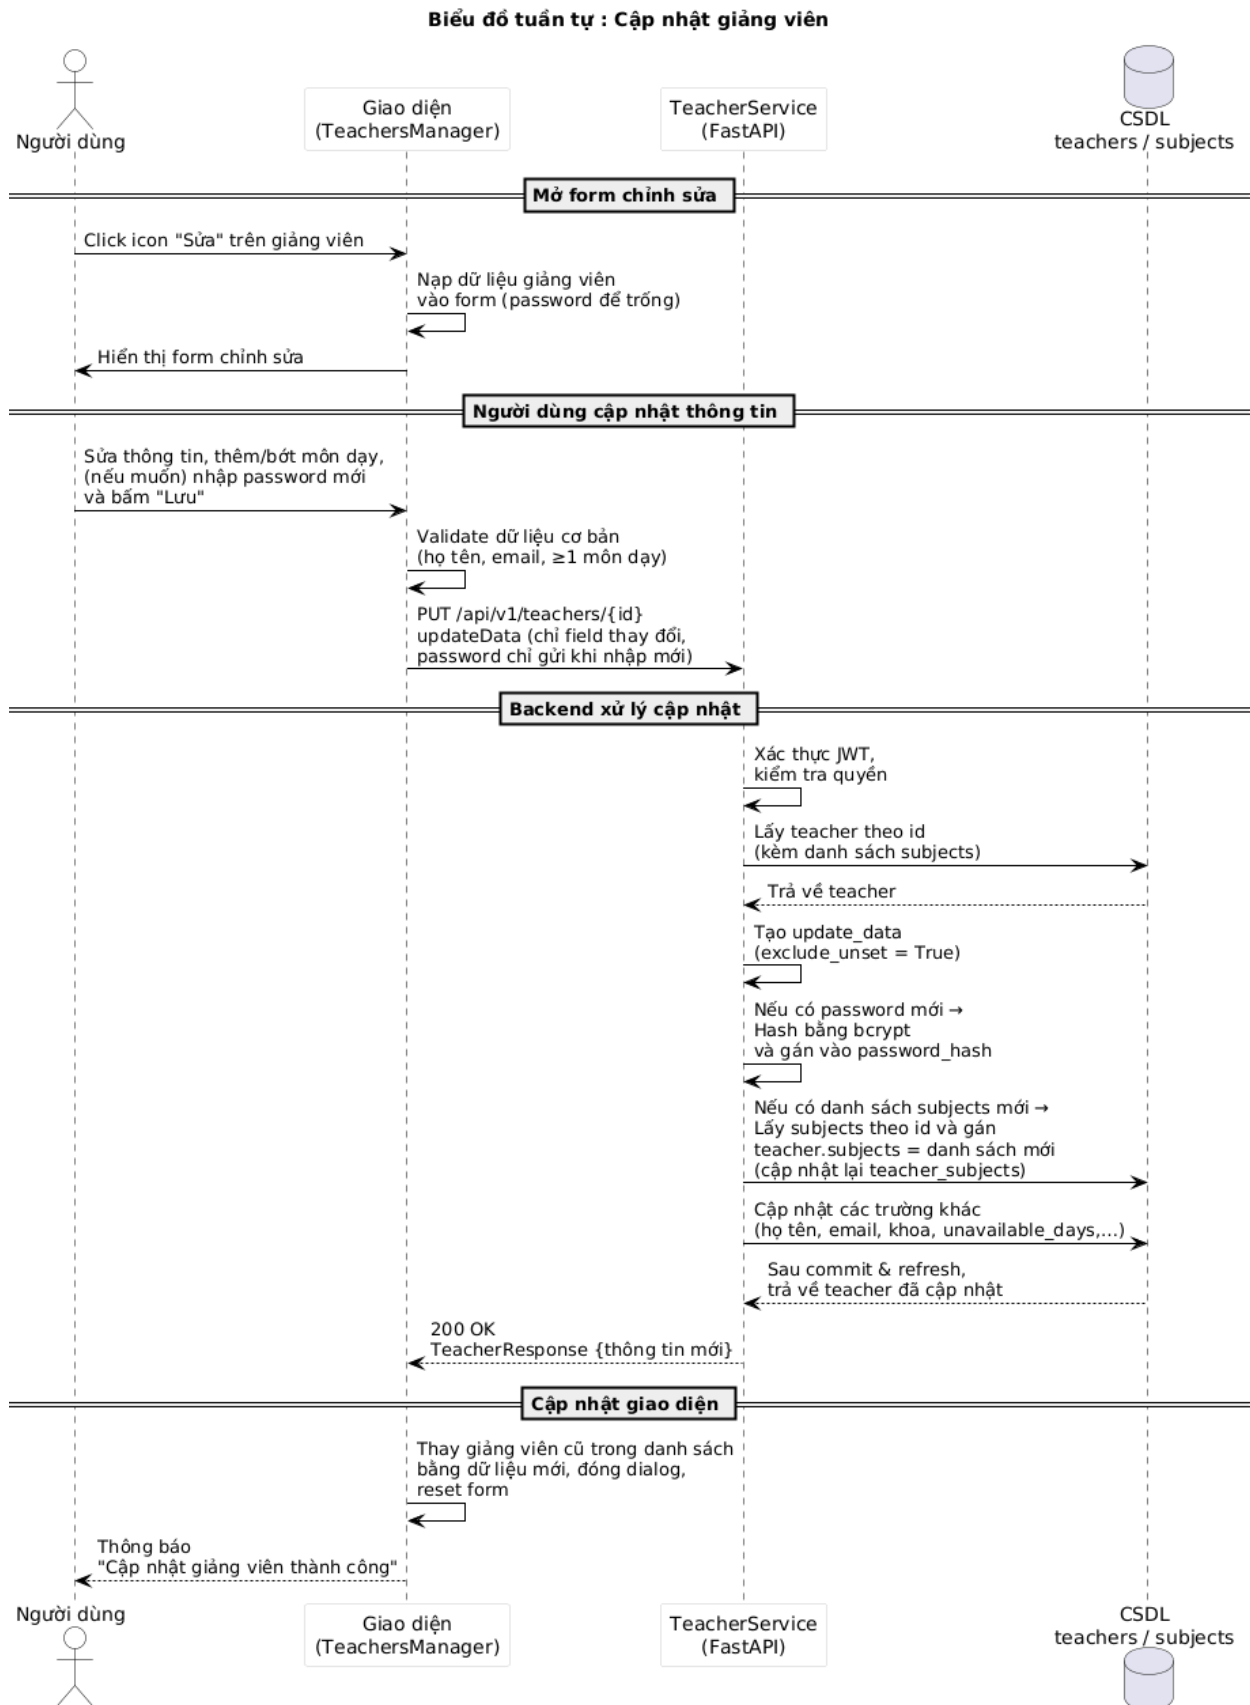 Biểu đồ tuần tự : Cập nhật giảng viên
Người dùng
Giao diện
(TeachersManager)
TeacherService
(FastAPI)
CSDL
teachers / subjects
Mở form chỉnh sửa
Click icon "Sửa" trên giảng viên
Nạp dữ liệu giảng viên
vào form (password để trống)
Hiển thị form chỉnh sửa
Người dùng cập nhật thông tin
Sửa thông tin, thêm/bớt môn dạy,
(nếu muốn) nhập password mới
và bấm "Lưu"
Validate dữ liệu cơ bản
(họ tên, email, ≥1 môn dạy)
PUT /api/v1/teachers/{id}
updateData (chỉ field thay đổi,
password chỉ gửi khi nhập mới)
Backend xử lý cập nhật
Xác thực JWT,
kiểm tra quyền
Lấy teacher theo id
(kèm danh sách subjects)
Trả về teacher
Tạo update_data
(exclude_unset = True)
Nếu có password mới →
Hash bằng bcrypt
và gán vào password_hash
Nếu có danh sách subjects mới →
Lấy subjects theo id và gán
teacher.subjects = danh sách mới
(cập nhật lại teacher_subjects)
Cập nhật các trường khác
(họ tên, email, khoa, unavailable_days,...)
Sau commit & refresh,
trả về teacher đã cập nhật
200 OK
TeacherResponse {thông tin mới}
Cập nhật giao diện
Thay giảng viên cũ trong danh sách
bằng dữ liệu mới, đóng dialog,
reset form
Thông báo
"Cập nhật giảng viên thành công"
Người dùng
Giao diện
(TeachersManager)
TeacherService
(FastAPI)
CSDL
teachers / subjects